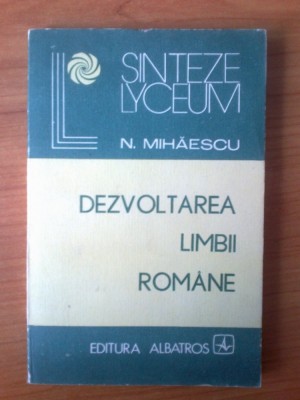 SINTEZE
LYCEUM
N. MIHĂESCU
DEZVOLTAREA
LIMBII
ROMÂNE
EDITURA ALBATROS